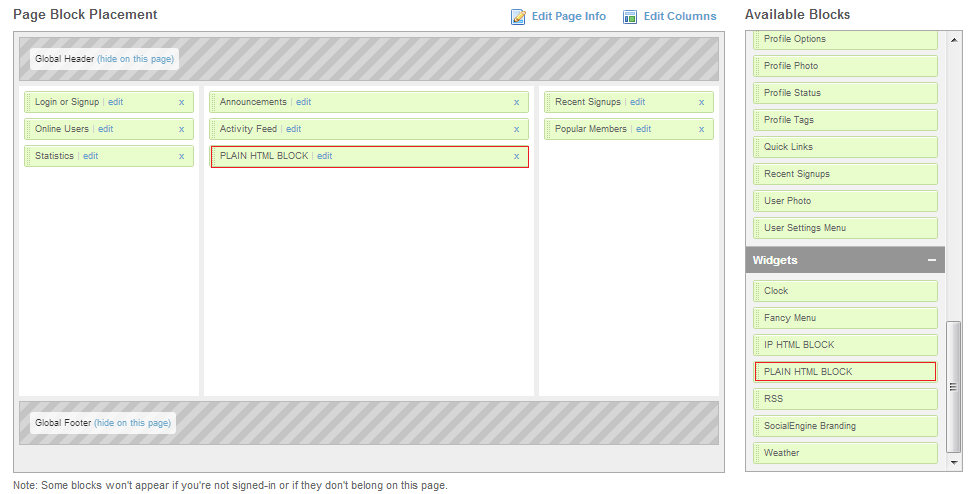 Page Block Placement
Edit Page Info
Edit Columns
Global Header (hide on this page)
Login or Signup | edit x
Online Users | edit x
Statistics | edit x
Announcements | edit x
Activity Feed | edit x
PLAIN HTML BLOCK | edit x
Recent Signups | edit x
Popular Members | edit x
Global Footer (hide on this page)
Note: Some blocks won't appear if you're not signed-in or if they don't belong on this page.
Available Blocks
Profile Options
Profile Photo
Profile Status
Profile Tags
Quick Links
Recent Signups
User Photo
User Settings Menu
Widgets
Clock
Fancy Menu
IP HTML BLOCK
PLAIN HTML BLOCK
RSS
SocialEngine Branding
Weather